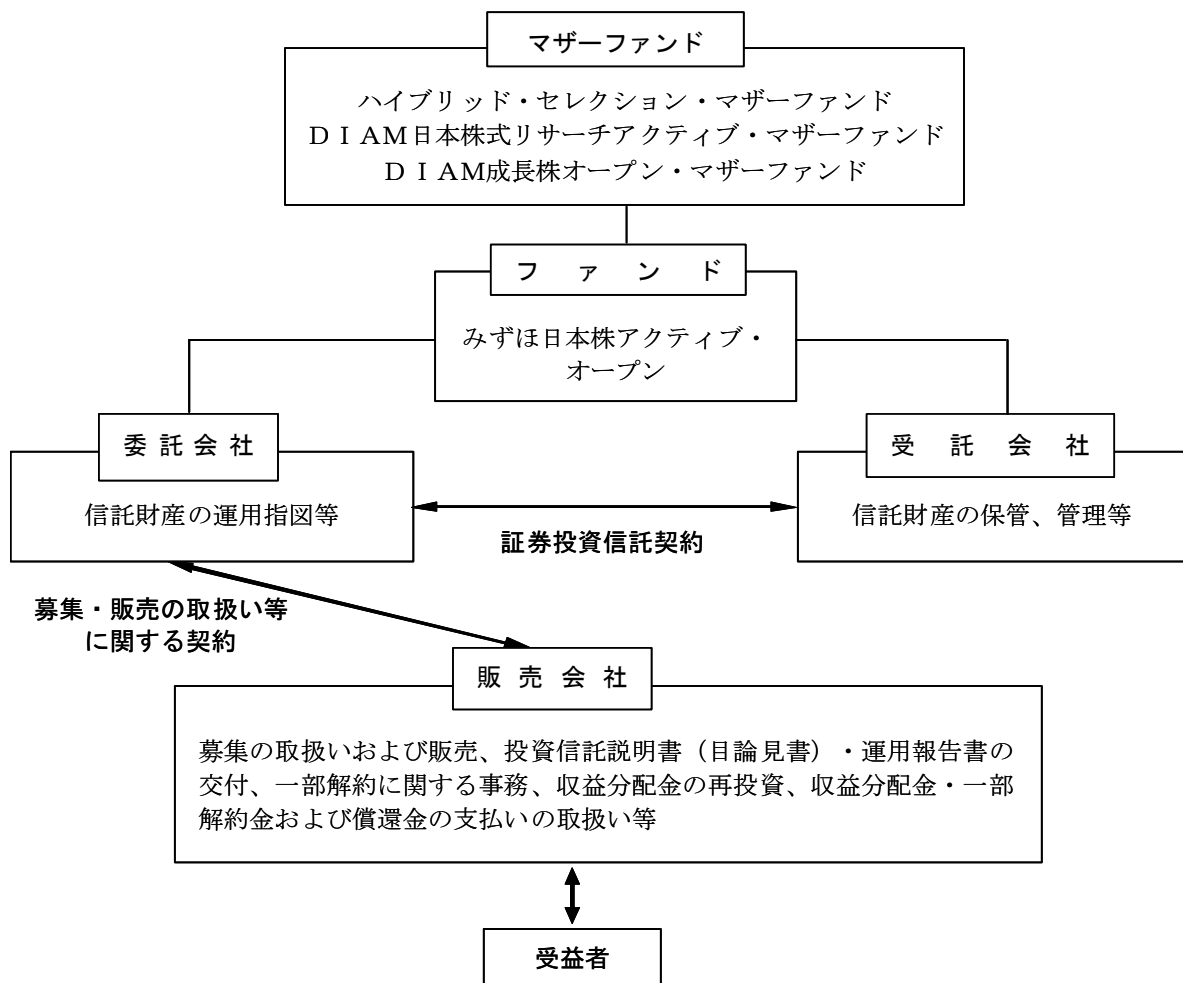 マザーファンド
ハイブリッド・セレクション・マザーファンド
ＤＩＡＭ日本株式リサーチアクティブ・マザーファンド
ＤＩＡＭ成長株オープン・マザーファンド
ファンド
みずほ日本株アクティブ・
オープン
委託会社
受託会社
信託財産の運用指図等
信託財産の保管、管理等
証券投資信託契約
募集・販売の取扱い等
に関する契約
販売会社
募集の取扱いおよび販売、投資信託説明書（目論見書）・運用報告書の
交付、一部解約に関する事務、収益分配金の再投資、収益分配金・一部
解約金および償還金の支払いの取扱い等
受益者